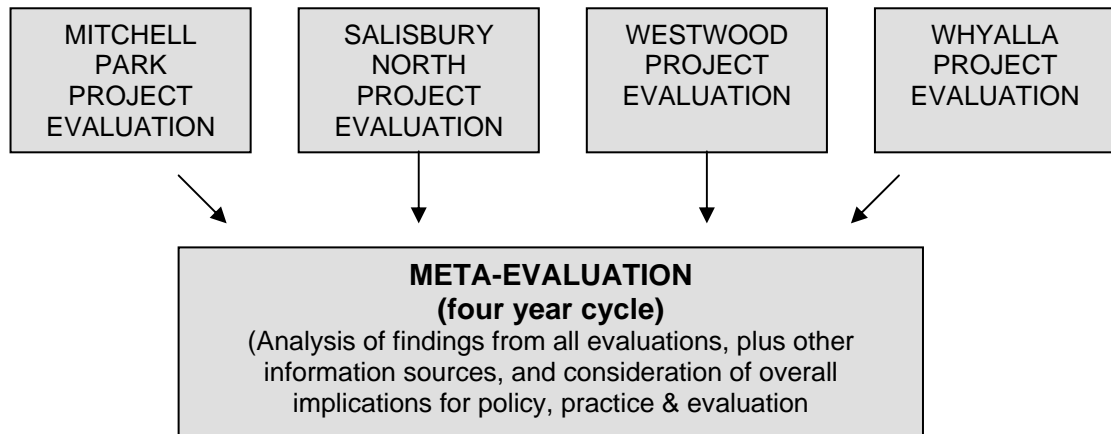 MITCHELL
PARK
PROJECT
EVALUATION
SALISBURY
NORTH
PROJECT
EVALUATION
WESTWOOD
PROJECT
EVALUATION
WHYALLA
PROJECT
EVALUATION
META-EVALUATION
(four year cycle)
(Analysis of findings from all evaluations, plus other
information sources, and consideration of overall
implications for policy, practice & evaluation